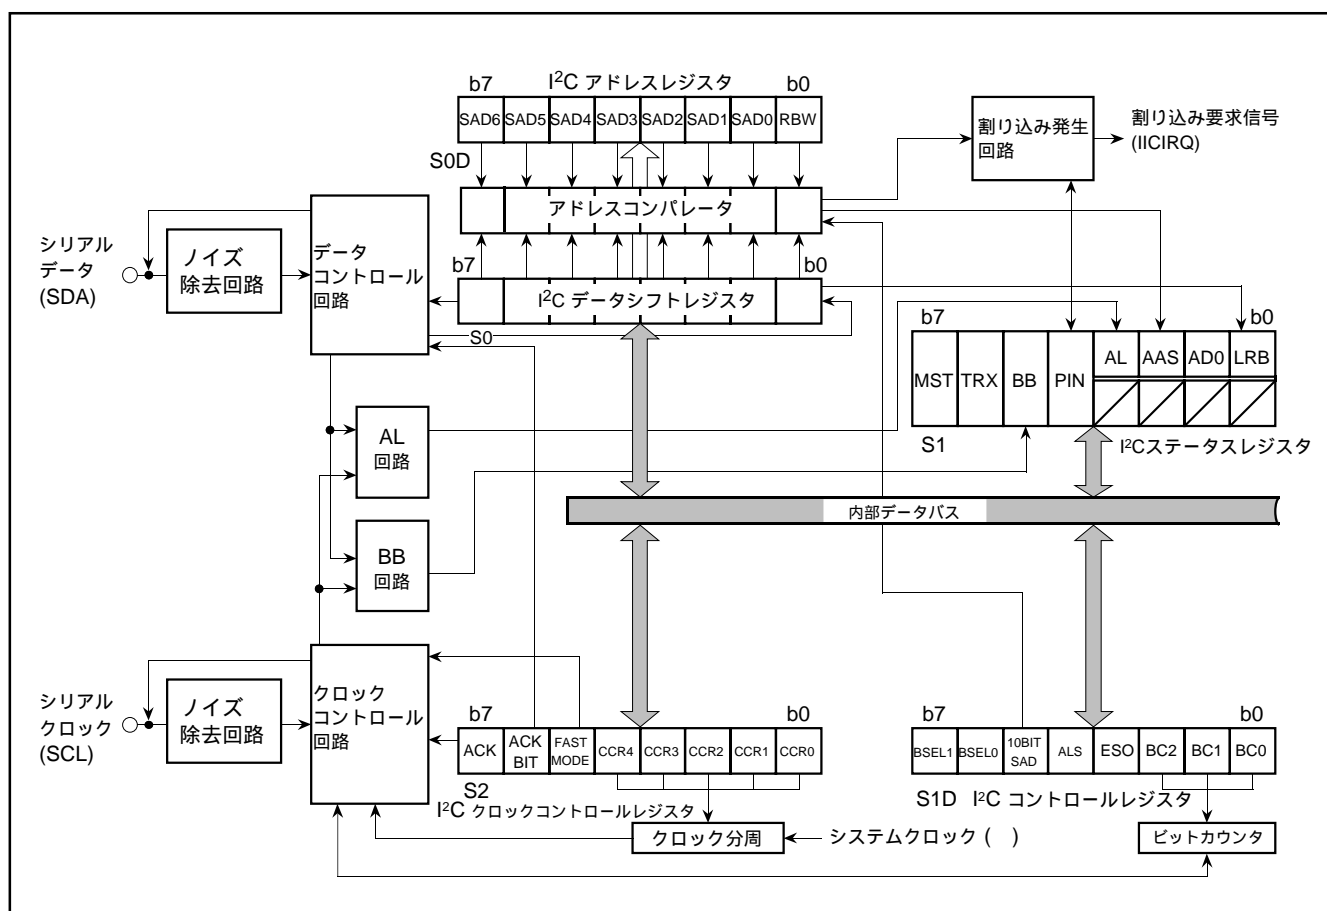 I²C アドレスレジスタ
b7
b0
SAD6 SAD5 SAD4 SAD3 SAD2 SAD1 SAD0 RBW
S0D
アドレスコンパレータ
割り込み発生
回路
割り込み要求信号
(IICIRQ)
シリアル
データ
(SDA)
ノイズ
除去回路
データ
コントロール
回路
b7
b0
I²C データシフトレジスタ
S0
b7
b0
MST TRX BB PIN AL AAS AD0 LRB
S1
I²Cステータスレジスタ
AL
回路
内部データバス
BB
回路
シリアル
クロック
(SCL)
ノイズ
除去回路
クロック
コントロール
回路
b7
b0
ACK
ACK
BIT
FAST
MODE
CCR4 CCR3 CCR2 CCR1 CCR0
S2
I²C クロックコントロールレジスタ
クロック分周
システムクロック ( )
b7
b0
BSEL1 BSEL0
10BIT
SAD
ALS ESO BC2 BC1 BC0
S1D I²C コントロールレジスタ
ビットカウンタ